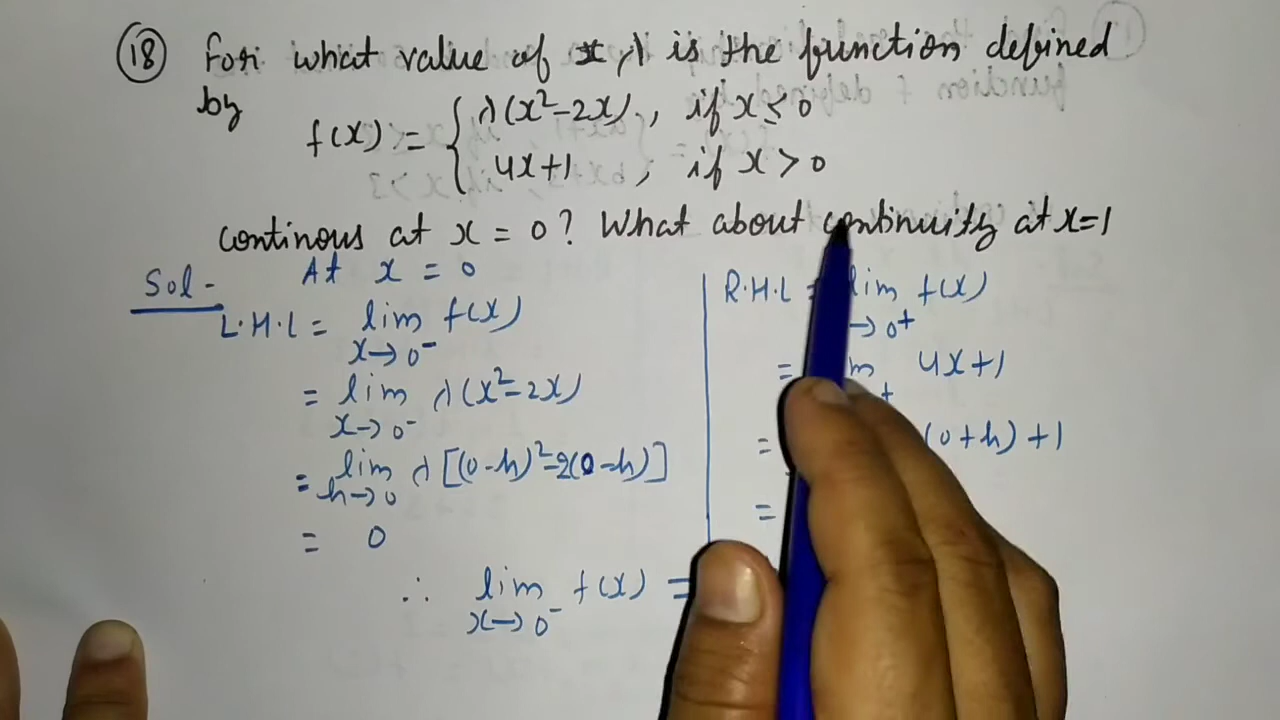 18 For what value of λ is the function defined
by
f(x) = { λ(x²-2x), if x ≤ 0
4x+1 , if x > 0
continous at x = 0? What about continuity at x=1
Sol - At x = 0
L.H.L = lim f(x)
x→0⁻
= lim λ(x²-2x)
x→0⁻
= lim λ[(0-h)²-2(0-h)]
h→0
= 0
R.H.L = lim f(x)
→0⁺
= 4x+1
+
= (0+h)+1
=
∴ lim f(x) =
x→0⁻